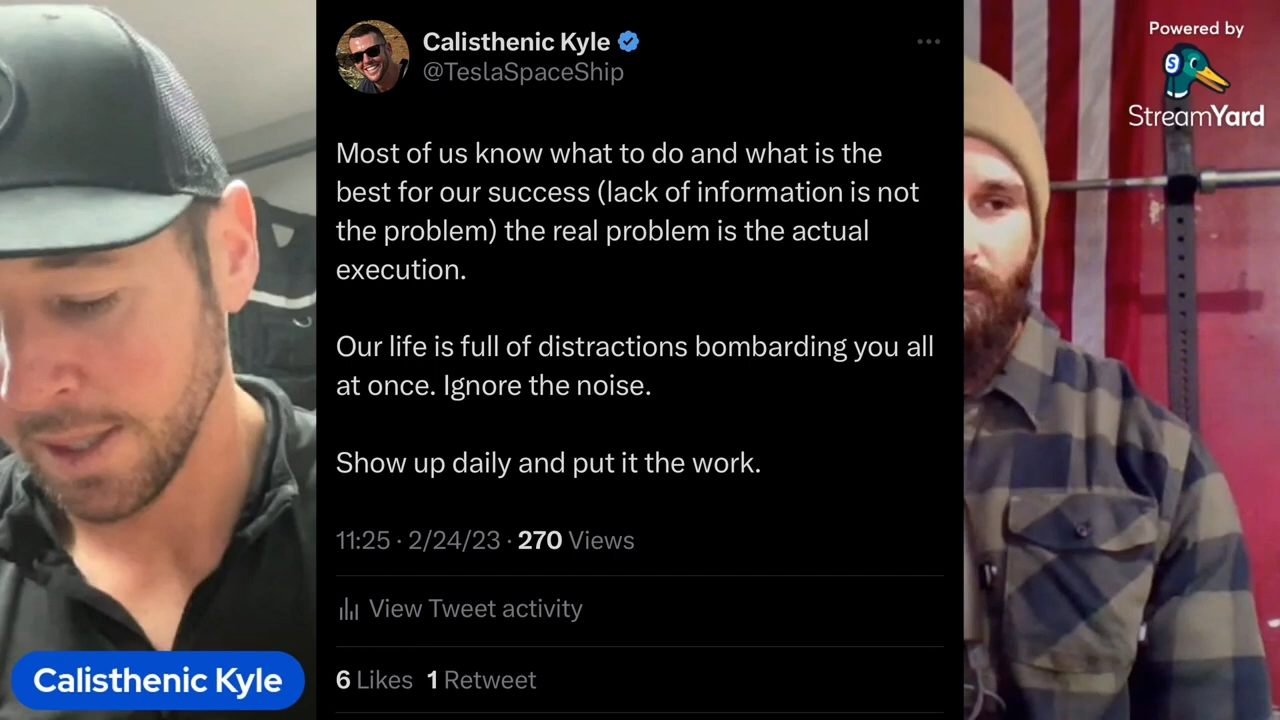 Calisthenic Kyle
@TeslaSpaceShip
Most of us know what to do and what is the
best for our success (lack of information is not
the problem) the real problem is the actual
execution.
Our life is full of distractions bombarding you all
at once. Ignore the noise.
Show up daily and put it the work.
11:25 · 2/24/23 · 270 Views
View Tweet activity
6 Likes 1 Retweet
Powered by
S
StreamYard
Calisthenic Kyle